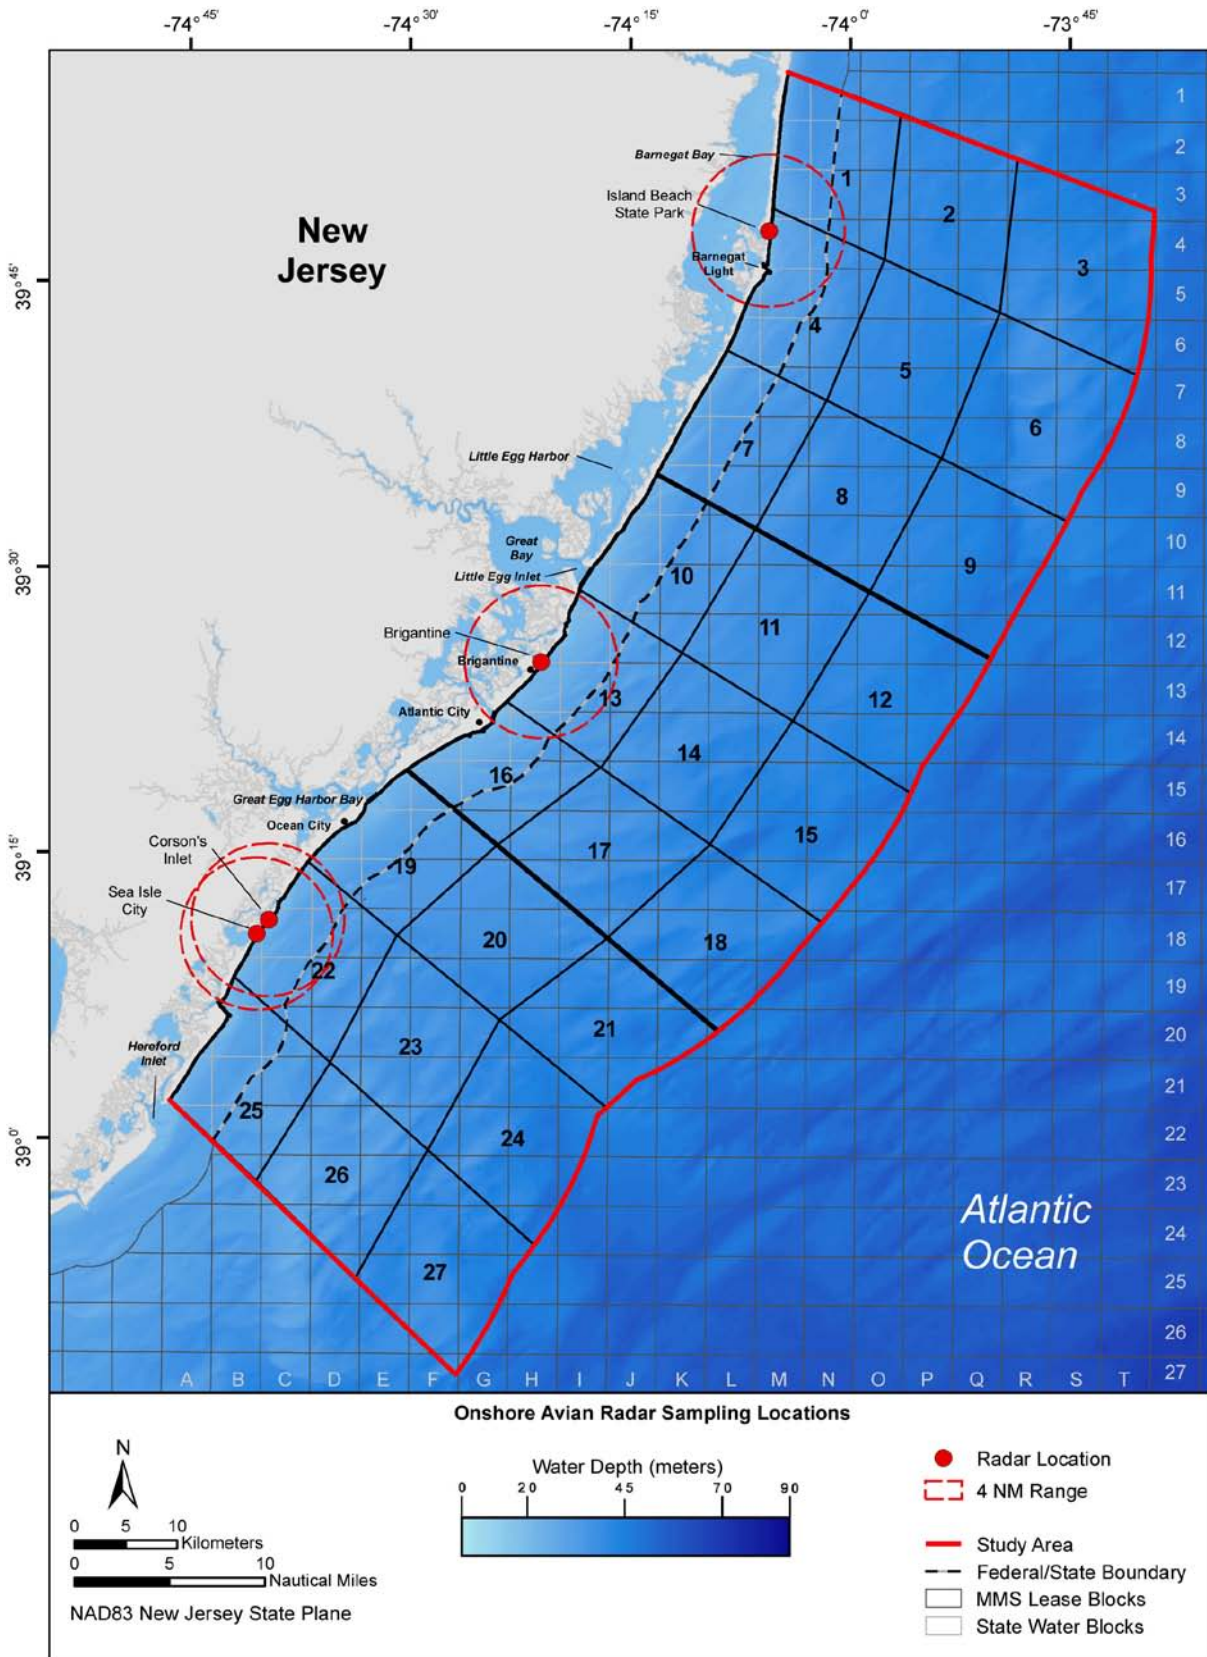 -74°45'
-74°30'
-74°15'
-74°0'
-73°45'
1
2
Barnegat Bay
1
3
Island Beach
State Park
2
New
Jersey
4
Barnegat
Light
3
39°45'
5
4
6
5
7
6
8
7
Little Egg Harbor
9
8
10
Great
Bay
39°30'
9
Little Egg Inlet
10
11
11
12
Brigantine
Brigantine
13
13
12
Atlantic City
14
14
16
15
Great Egg Harbor Bay
Ocean City
15
16
Corson's
Inlet
39°15'
17
19
17
Sea Isle
City
18
20
18
22
19
21
20
23
Hereford
Inlet
21
25
24
22
39°0'
26
23
Atlantic
Ocean
24
27
25
26
27
A B C D E F G H I J K L M N O P Q R S T
Onshore Avian Radar Sampling Locations
N
0 5 10
Kilometers
0 5 10
Nautical Miles
NAD83 New Jersey State Plane
Water Depth (meters)
0 20 45 70 90
Radar Location
4 NM Range
Study Area
Federal/State Boundary
MMS Lease Blocks
State Water Blocks